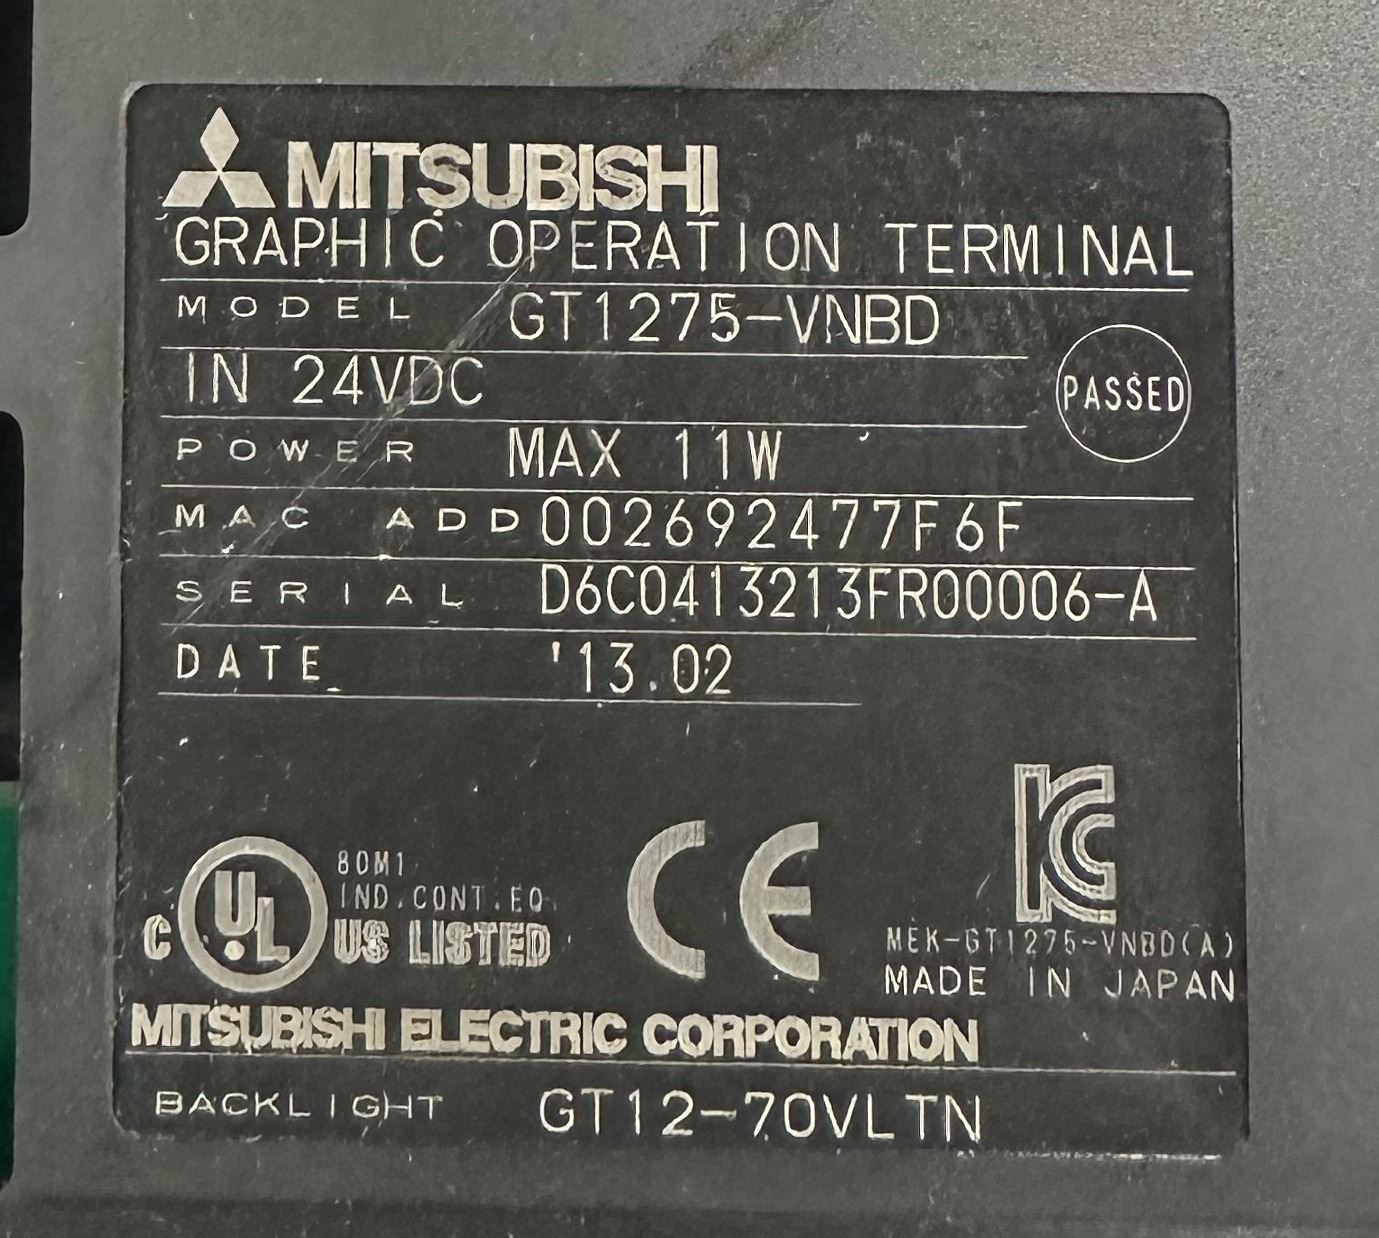 MITSUBISHI
GRAPHIC OPERATION TERMINAL
MODEL GT1275-VNBD
IN 24VDC
PASSED
POWER MAX 11W
MAC ADD 002692477F6F
SERIAL D6C0413213FR00006-A
DATE '13.02
80M1
IND.CONT.EQ
C UL US LISTED
CE
KC
MEK-GT1275-VNBD(A)
MADE IN JAPAN
MITSUBISHI ELECTRIC CORPORATION
BACKLIGHT GT12-70VLTN